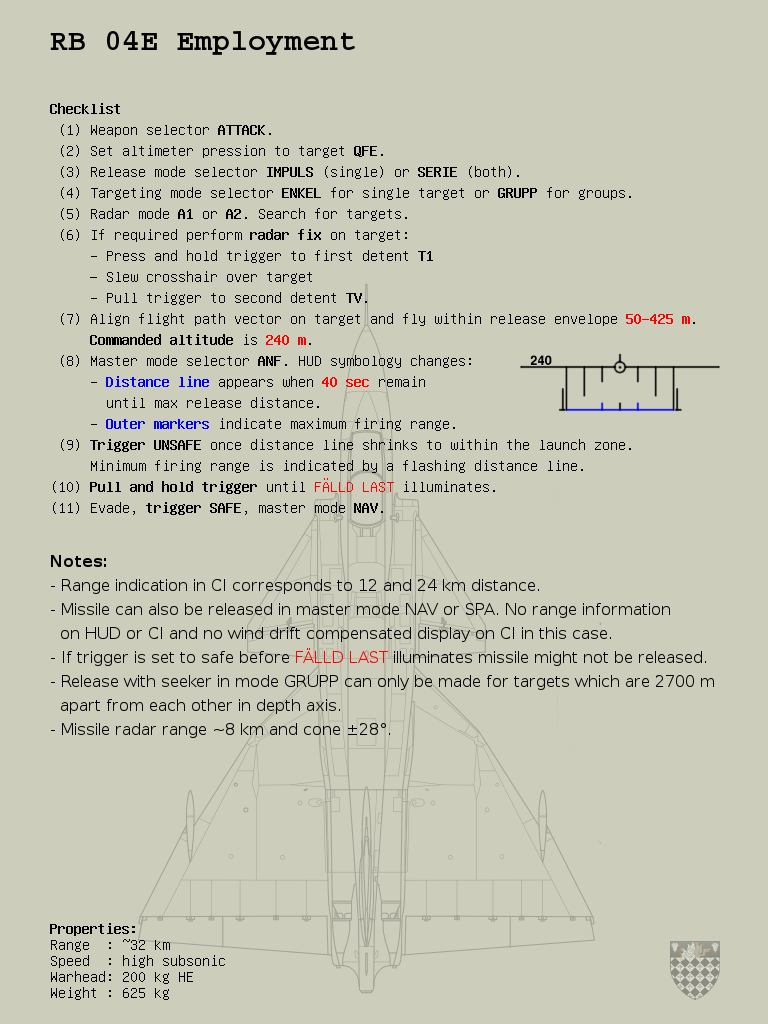 RB 04E Employment
Checklist
(1) Weapon selector ATTACK.
(2) Set altimeter pression to target QFE.
(3) Release mode selector IMPULS (single) or SERIE (both).
(4) Targeting mode selector ENKEL for single target or GRUPP for groups.
(5) Radar mode A1 or A2. Search for targets.
(6) If required perform radar fix on target:
– Press and hold trigger to first detent T1
– Slew crosshair over target
– Pull trigger to second detent TV.
(7) Align flight path vector on target and fly within release envelope 50–425 m.
Commanded altitude is 240 m.
(8) Master mode selector ANF. HUD symbology changes:
240
– Distance line appears when 40 sec remain
until max release distance.
– Outer markers indicate maximum firing range.
(9) Trigger UNSAFE once distance line shrinks to within the launch zone.
Minimum firing range is indicated by a flashing distance line.
(10) Pull and hold trigger until FÄLLD LAST illuminates.
(11) Evade, trigger SAFE, master mode NAV.
Notes:
- Range indication in CI corresponds to 12 and 24 km distance.
- Missile can also be released in master mode NAV or SPA. No range information
on HUD or CI and no wind drift compensated display on CI in this case.
- If trigger is set to safe before FÄLLD LAST illuminates missile might not be released.
- Release with seeker in mode GRUPP can only be made for targets which are 2700 m
apart from each other in depth axis.
- Missile radar range ~8 km and cone ±28°.
Properties:
Range : ~32 km
Speed : high subsonic
Warhead: 200 kg HE
Weight : 625 kg